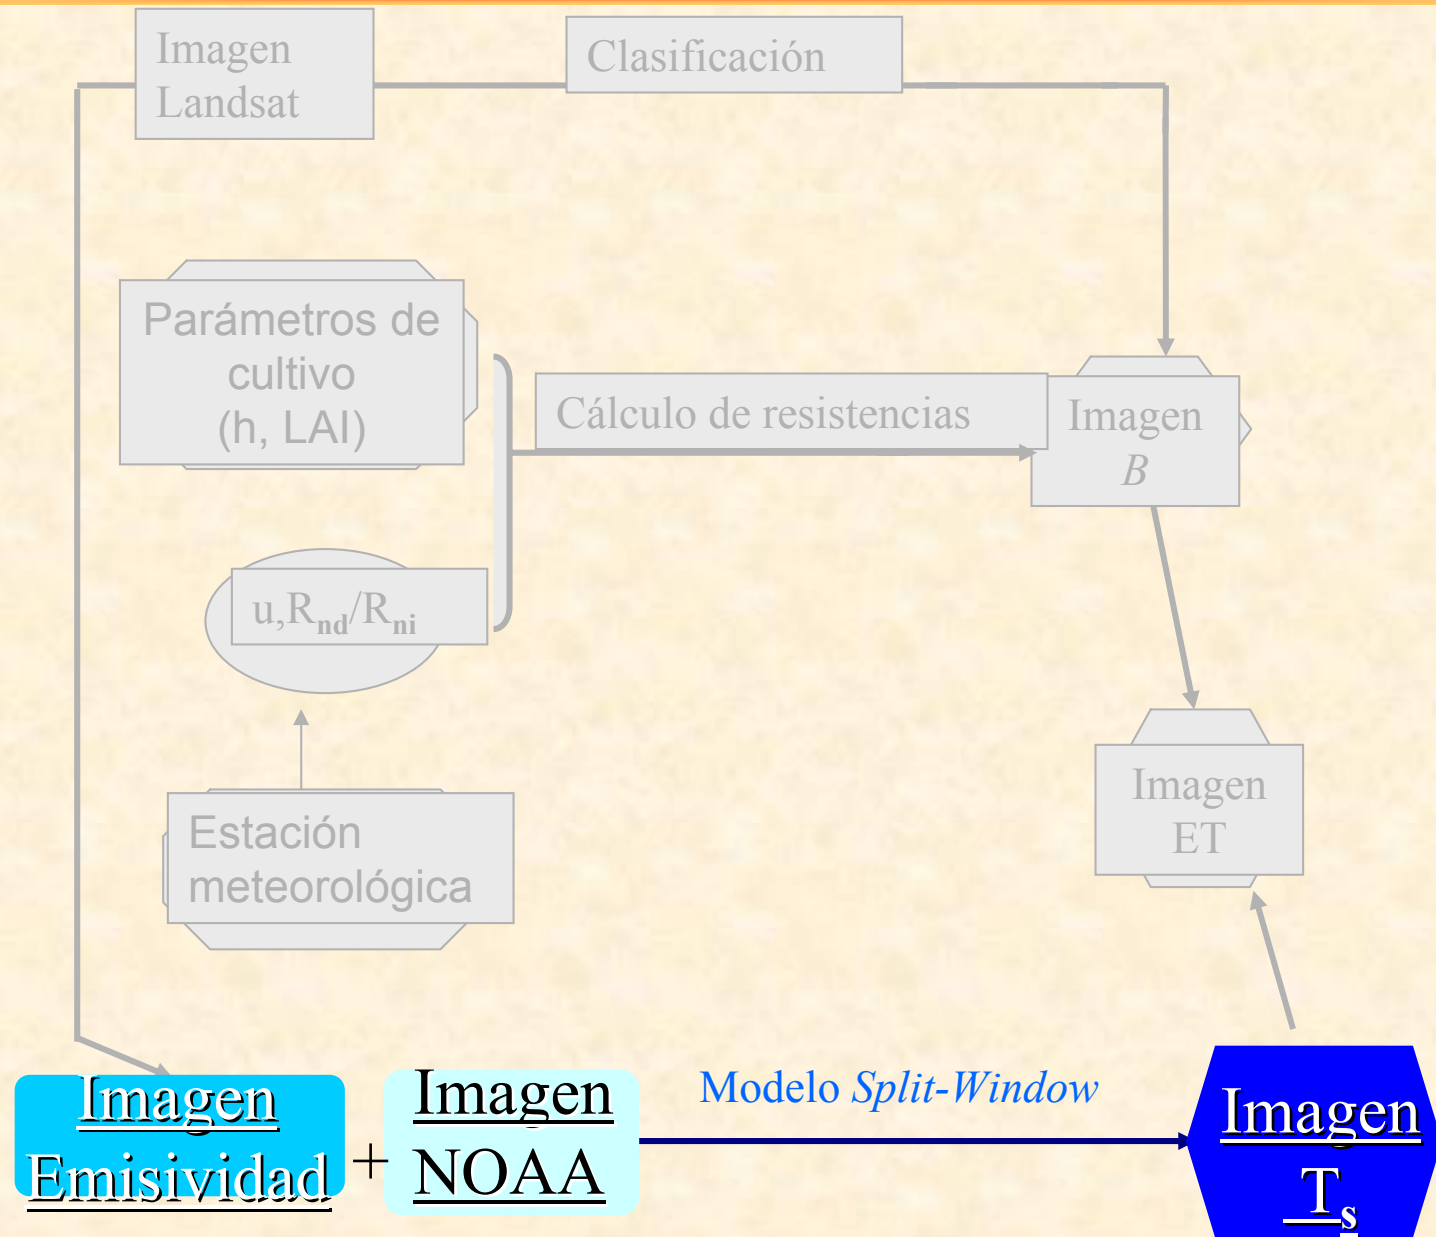 Imagen
Landsat
Clasificación
Parámetros de
cultivo
(h, LAI)
Cálculo de resistencias
Imagen
B
u,Rnd/Rni
Imagen
ET
Estación
meteorológica
Imagen
Emisividad
+
Imagen
NOAA
Modelo Split-Window
Imagen
Ts